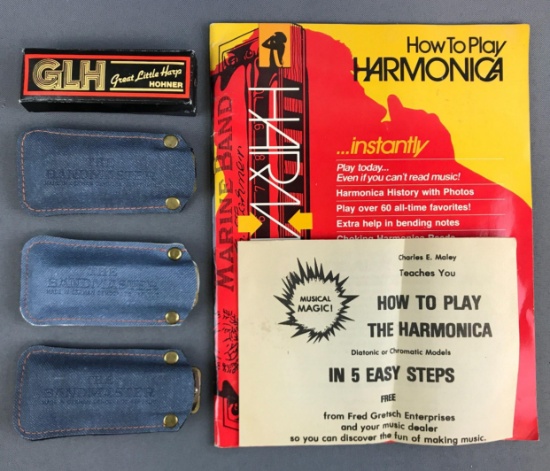 GLH
Great Little Harp
HOHNER
THE
BANDMASTER
THE
BANDMASTER
THE
BANDMASTER
How To Play
HARMONICA
...instantly
Play today...
Even if you can't read music!
Harmonica History with Photos
Play over 60 all-time favorites!
Extra help in bending notes
Choking Harmonica Reeds
MARINE BAND
HARM
Charles E. Moley
Teaches You
MUSICAL
MAGIC!
HOW TO PLAY
THE HARMONICA
Diatonic or Chromatic Models
IN 5 EASY STEPS
FREE
from Fred Gretsch Enterprises
and your music dealer
so you can discover the fun of making music.